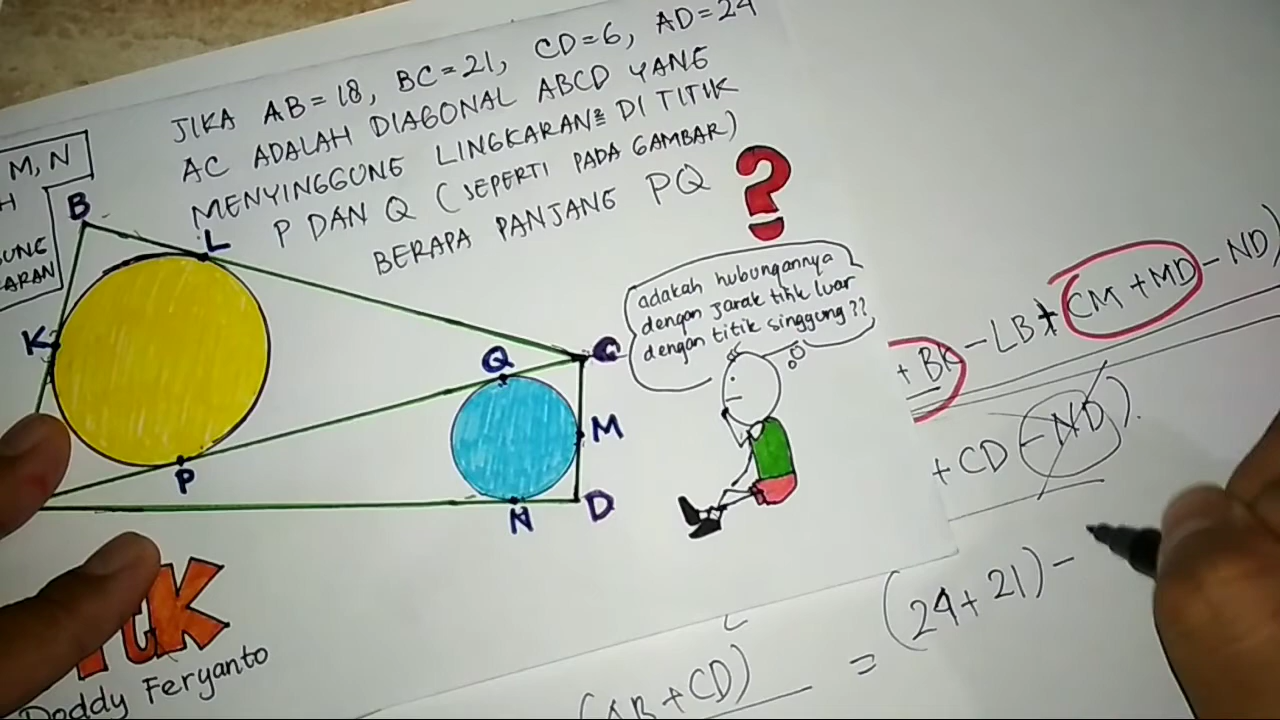 JIKA AB = 18, BC = 21, CD = 6, AD = 24
AC ADALAH DIAGONAL ABCD YANG
MENYINGGUNG LINGKARAN² DI TITIK
P DAN Q (SEPERTI PADA GAMBAR)
BERAPA PANJANG PQ ?
M, N
H
UNG
ARAN
B
L
K
C
Q
M
P
N
D
adakah hubungannya
dengan jarak titik luar
dengan titik singgung ??
+ BK - LB + CM + MD - ND)
+ CD - ND).
= (24 + 21) -
(AB + CD)
Doddy Feryanto